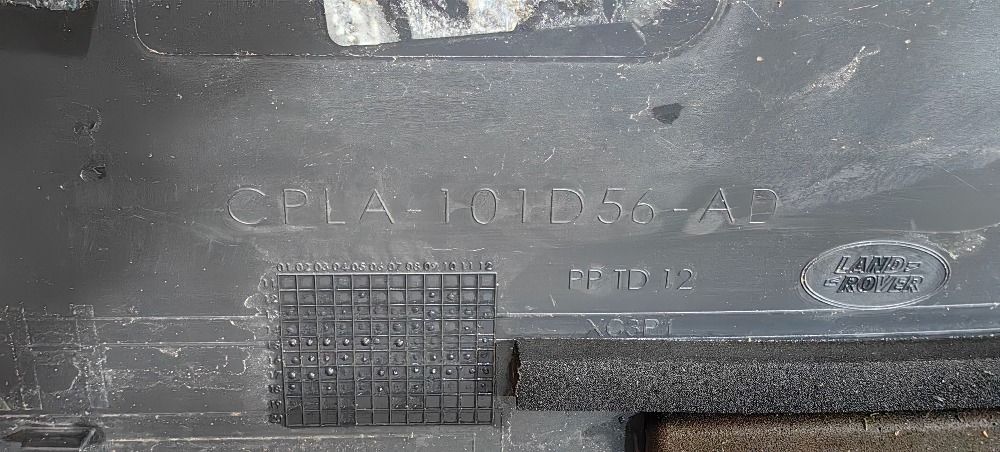 CPLA-101D56-AD
01 02 03 04 05 06 07 08 09 10 11 12
PP TD 12
LAND-
-ROVER
XC3P1